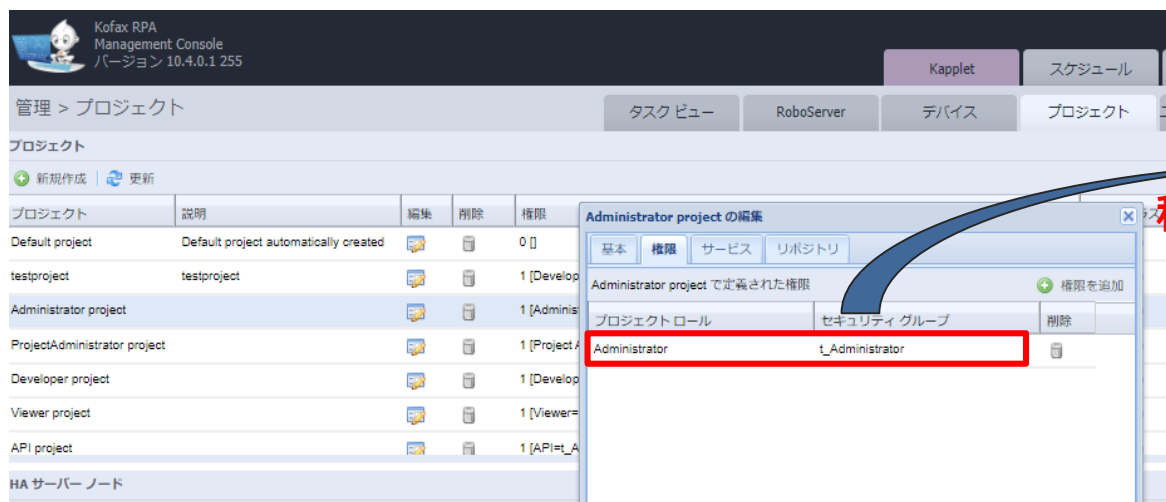 Kofax RPA
Management Console
バージョン 10.4.0.1 255
Kapplet スケジュール
管理 > プロジェクト
タスク ビュー RoboServer デバイス プロジェクト
プロジェクト
新規作成 更新
プロジェクト 説明 編集 削除 権限
Default project Default project automatically created 0 []
testproject testproject 1 [Develop
Administrator project 1 [Adminis
ProjectAdministrator project 1 [Project A
Developer project 1 [Develop
Viewer project 1 [Viewer=
API project 1 [API=t_A
HA サーバー ノード
Administrator project の編集
基本 権限 サービス リポジトリ
Administrator project で定義された権限 権限を追加
プロジェクト ロール セキュリティ グループ 削除
Administrator t_Administrator